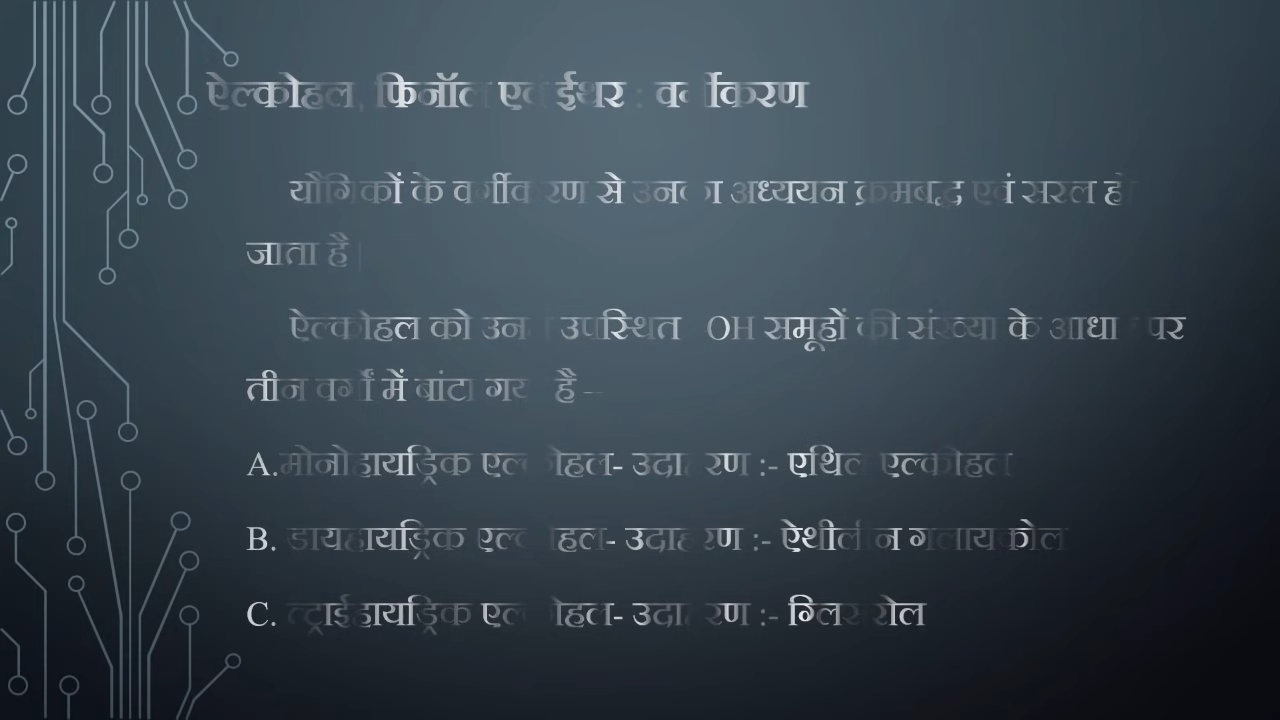 ऐल्कोहल, फिनॉल एवं ईथर : वर्गीकरण
यौगिकों के वर्गीकरण से उनका अध्ययन क्रमबद्ध एवं सरल हो
जाता है |
ऐल्कोहल को उनमें उपस्थित OH समूहों की संख्या के आधार पर
तीन वर्गों में बांटा गया है –
A.मोनोहायड्रिक एल्कोहल- उदाहरण :- एथिल एल्कोहल
B. डायहायड्रिक एल्कोहल- उदाहरण :- ऐथीलीन गलायकोल
C. त्ट्राईहायड्रिक एल्कोहल- उदाहरण :- ग्लिसरोल